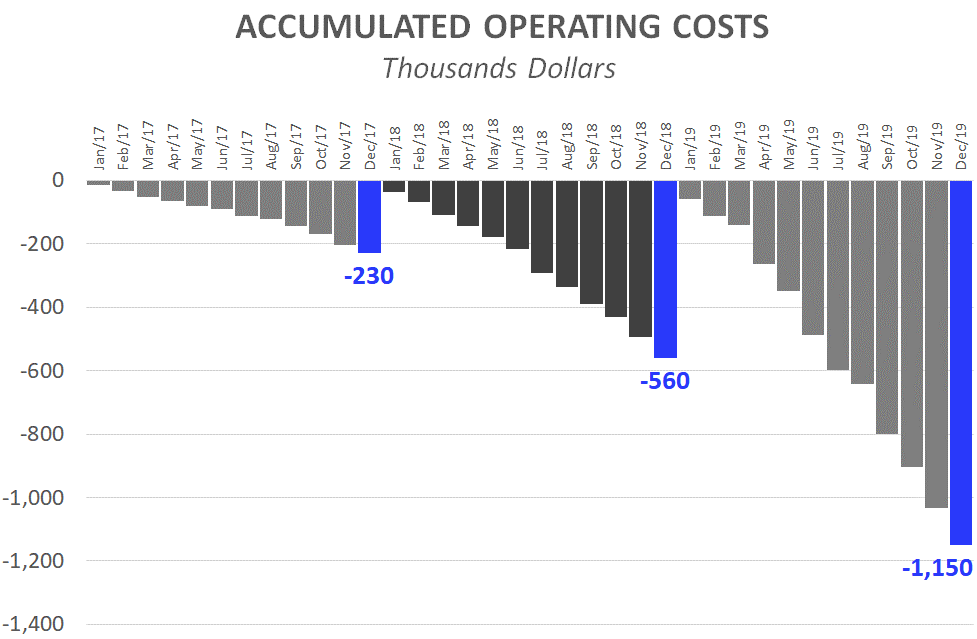 ACCUMULATED OPERATING COSTS
Thousands Dollars
Jan/17
Feb/17
Mar/17
Apr/17
May/17
Jun/17
Jul/17
Aug/17
Sep/17
Oct/17
Nov/17
Dec/17
Jan/18
Feb/18
Mar/18
Apr/18
May/18
Jun/18
Jul/18
Aug/18
Sep/18
Oct/18
Nov/18
Dec/18
Jan/19
Feb/19
Mar/19
Apr/19
May/19
Jun/19
Jul/19
Aug/19
Sep/19
Oct/19
Nov/19
Dec/19
0
-200
-230
-400
-560
-600
-800
-1,000
-1,200
-1,150
-1,400